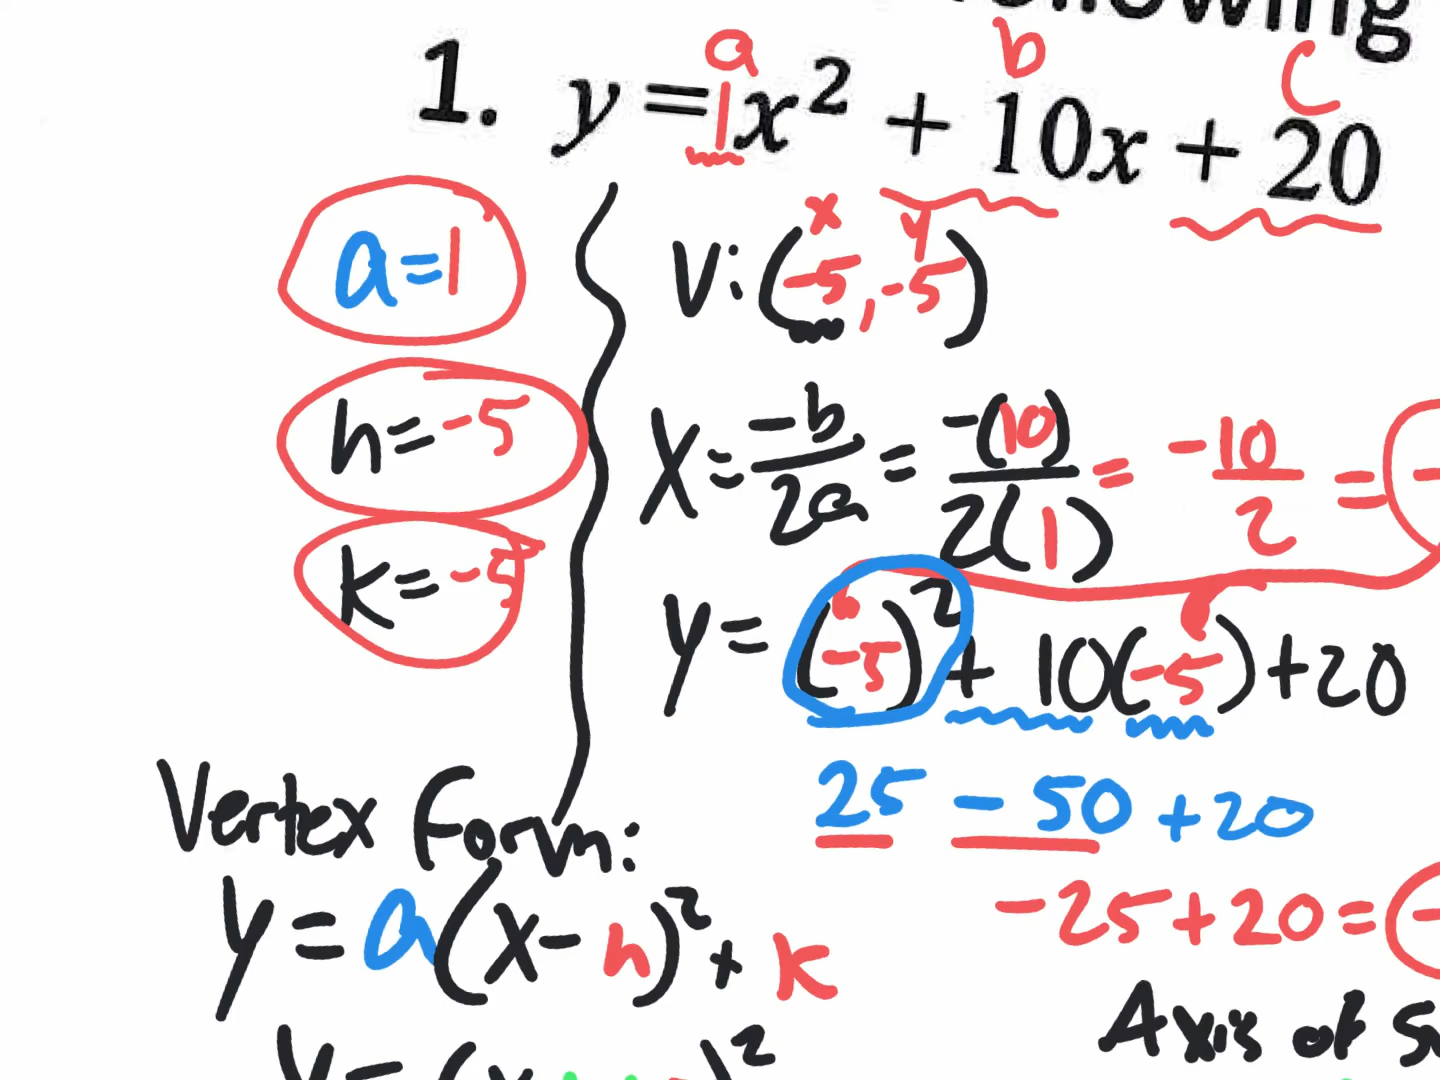 following
a b c
1. y = 1x² + 10x + 20
a=1
h=-5
k=-5
x y
V: (-5, -5)
X = -b/2a = -(10)/2(1) = -10/2 = -
y = (-5)² + 10(-5) + 20
25 - 50 + 20
-25 + 20 = -
Vertex Form:
y = a(x - h)² + k
Axis of S